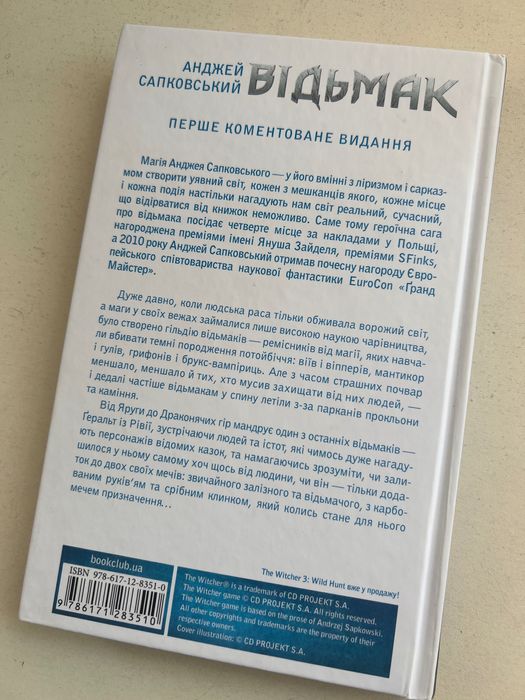 АНДЖЕЙ
САПКОВСЬКИЙ
ВІДЬМАК
ПЕРШЕ КОМЕНТОВАНЕ ВИДАННЯ
Магія Анджея Сапковського — у його вмінні з ліризмом і сарказ-
мом створити уявний світ, кожен з мешканців якого, кожне місце
і кожна подія настільки нагадують нам світ реальний, сучасний,
що відірватися від книжок неможливо. Саме тому героїчна сага
про відьмака посідає четверте місце за накладами у Польщі,
нагороджена преміями імені Януша Зайделя, преміями SFinks,
а 2010 року Анджей Сапковський отримав почесну нагороду Євро-
пейського співтовариства наукової фантастики EuroCon «Ґранд
Майстер».
Дуже давно, коли людська раса тільки обживала ворожий світ,
а маги у своїх вежах займалися лише високою наукою чарівництва,
було створено гільдію відьмаків — ремісників від магії, яких навча-
ли вбивати темні породження потойбіччя: віїв і вiпперів, мантикор
і гулів, грифонів і брукс-вампіриць. Але з часом страшних почвар
меншало, меншало й тих, хто мусив захищати від них людей, —
і дедалі частіше відьмакам у спину летіли з-за парканів прокльони
та каміння.
Від Яруги до Драконячих гір мандрує один з останніх відьмаків —
Ґеральт із Рівії, зустрічаючи людей та істот, які чимось дуже нагаду-
ють персонажів відомих казок, та намагаючись зрозуміти, чи зали-
шилося у ньому самому хоч щось від людини, чи він — тільки дода-
ток до двох своїх мечів: звичайного залізного та відьмачого, з карбо-
ваним руків'ям та срібним клинком, який колись стане для нього
мечем призначення...
The Witcher 3: Wild Hunt вже у продажу!
bookclub.ua
ISBN 978-617-12-8351-0
9 786171 283510
The Witcher® is a trademark of CD PROJEKT S.A.
The Witcher game © CD PROJEKT S.A. All rights reserved.
The Witcher game is based on the prose of Andrzej Sapkowski.
All other copyrights and trademarks are the property of their
respective owners.
Cover illustration: © CD PROJEKT S.A.